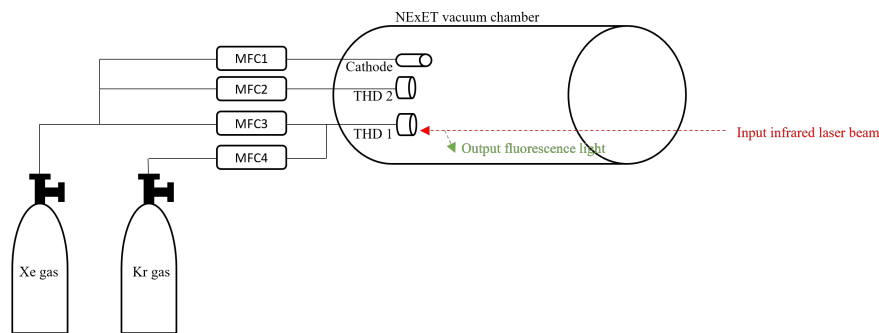 NExET vacuum chamber
MFC1
Cathode
MFC2
THD 2
MFC3
THD 1
Input infrared laser beam
Output fluorescence light
MFC4
Xe gas
Kr gas